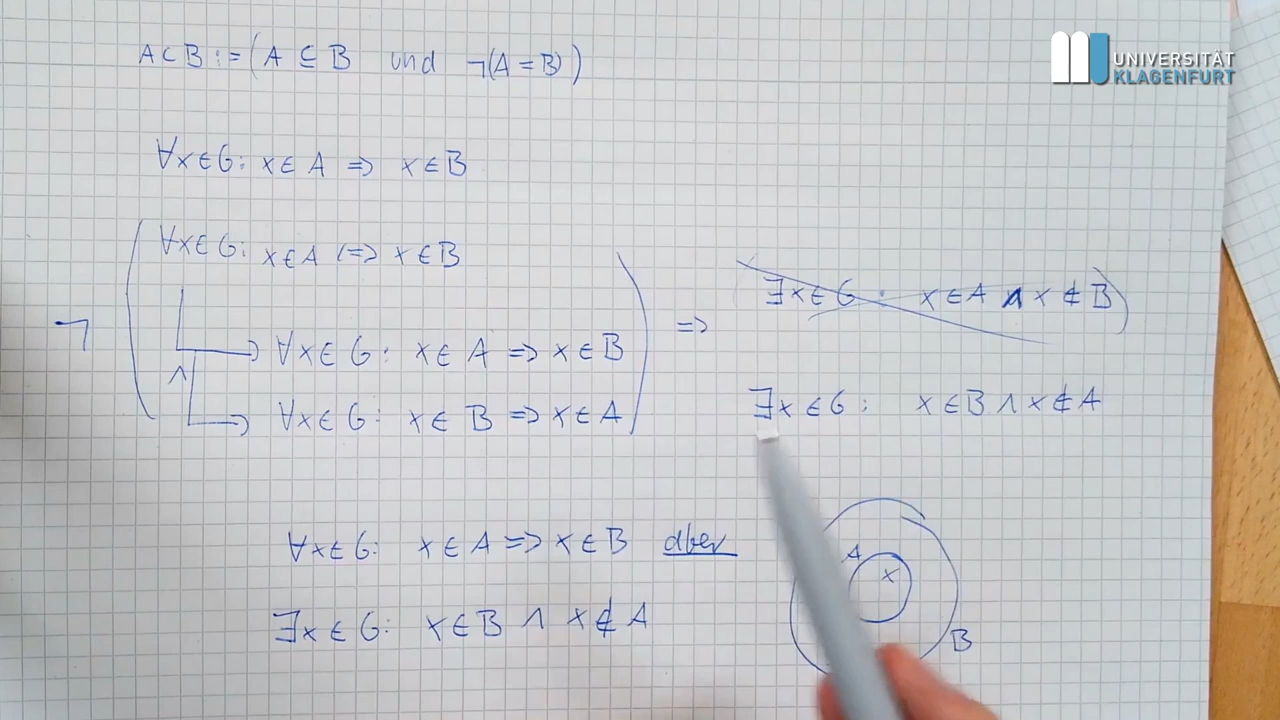 A ⊂ B := (A ⊆ B und ¬(A = B))
UNIVERSITÄT
KLAGENFURT
∀x∈G: x∈A ⇒ x∈B
∀x∈G: x∈A ⇔ x∈B
¬
∀x∈G: x∈A ⇒ x∈B
∧
∀x∈G: x∈B ⇒ x∈A
⇒
∃x∈G: x∈A ∧ x∉B)
∃x∈G: x∈B ∧ x∉A
∀x∈G: x∈A ⇒ x∈B aber
∃x∈G: x∈B ∧ x∉A
A
x
B